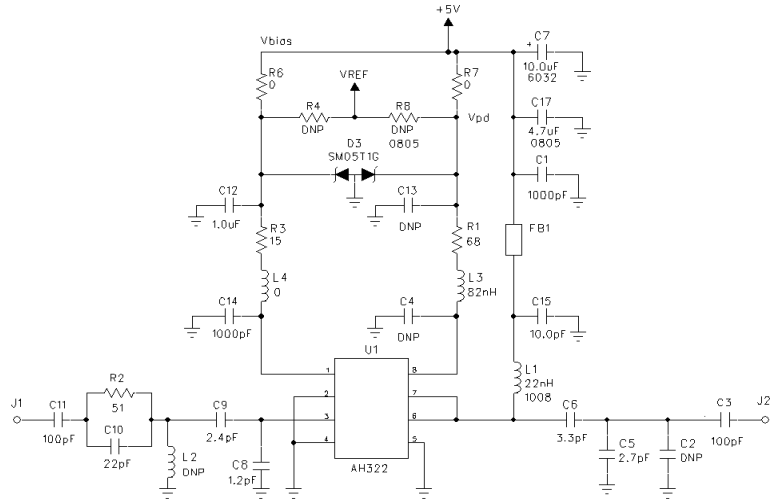 +5V
Vbias
C7
+
10.0uF
6032
R6
0
VREF
R7
0
R4
DNP
R8
DNP
0805
Vpd
C17
4.7uF
0805
D3
SM05T1G
C1
1000pF
C12
1.0uF
C13
DNP
R3
15
R1
68
FB1
L4
0
L3
82nH
C14
1000pF
C4
DNP
C15
10.0pF
U1
1
8
L1
22nH
1008
J1
R2
51
C11
100pF
C10
22pF
C9
2.4pF
2
7
3
6
4
5
C6
3.3pF
C3
100pF
J2
L2
DNP
C8
1.2pF
AH322
C5
2.7pF
C2
DNP